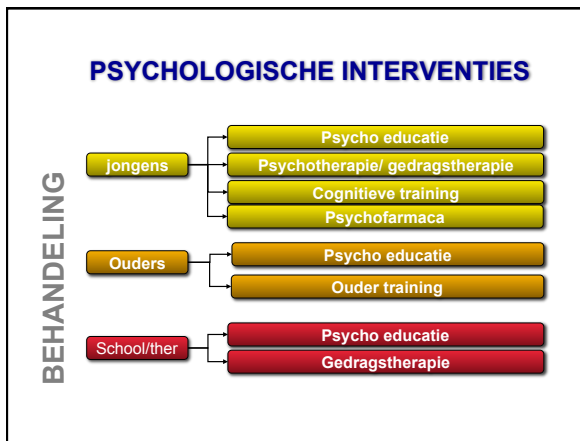 PSYCHOLOGISCHE INTERVENTIES
BEHANDELING
jongens
Psycho educatie
Psychotherapie/ gedragstherapie
Cognitieve training
Psychofarmaca
Ouders
Psycho educatie
Ouder training
School/ther
Psycho educatie
Gedragstherapie